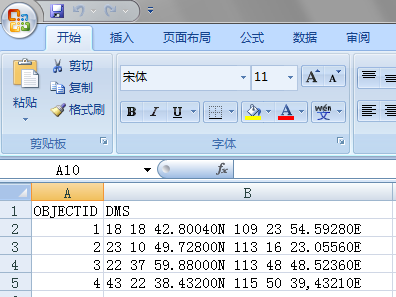 开始 插入 页面布局 公式 数据 审阅
粘贴 剪切 宋体 11 A A
复制
格式刷 B I U A wén 文
剪贴板 字体
A10 fx
A B
1 OBJECTID DMS
2 1 18 18 42.80040N 109 23 54.59280E
3 2 23 10 49.72800N 113 16 23.05560E
4 3 22 37 59.88000N 113 48 48.52360E
5 4 43 22 38.43200N 115 50 39,43210E